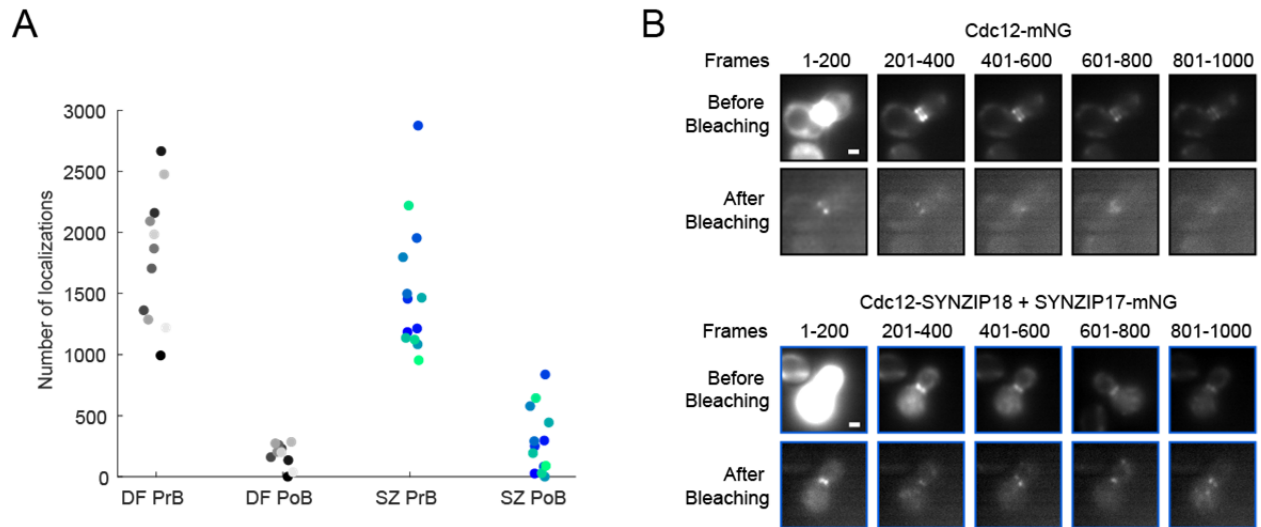 A
Number of localizations
3000
2500
2000
1500
1000
500
0
DF PrB
DF PoB
SZ PrB
SZ PoB
B
Cdc12-mNG
Frames 1-200 201-400 401-600 601-800 801-1000
Before
Bleaching
After
Bleaching
Cdc12-SYNZIP18 + SYNZIP17-mNG
Frames 1-200 201-400 401-600 601-800 801-1000
Before
Bleaching
After
Bleaching